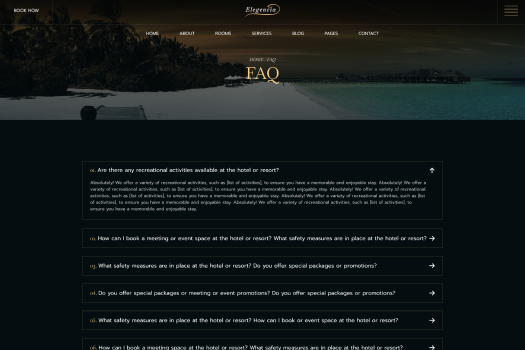 BOOK NOW
Elegencia
HOME ABOUT ROOMS SERVICES BLOG PAGES CONTACT
HOME / FAQ
FAQ
01. Are there any recreational activities available at the hotel or resort?
Absolutely! We offer a variety of recreational activities, such as [list of activities], to ensure you have a memorable and enjoyable stay. Absolutely! We offer a
variety of recreational activities, such as [list of activities], to ensure you have a memorable and enjoyable stay. Absolutely! We offer a variety of recreational
activities, such as [list of activities], to ensure you have a memorable and enjoyable stay. Absolutely! We offer a variety of recreational activities, such as [list
of activities], to ensure you have a memorable and enjoyable stay. Absolutely! We offer a variety of recreational activities, such as [list of activities], to
ensure you have a memorable and enjoyable stay.
02. How can I book a meeting or event space at the hotel or resort? What safety measures are in place at the hotel or resort?
03. What safety measures are in place at the hotel or resort? Do you offer special packages or promotions?
04. Do you offer special packages or meeting or event promotions? Do you offer special packages or promotions?
05. What safety measures are in place at the hotel or resort? How can I book or event space at the hotel or resort?
06. How can I book a meeting space at the hotel or resort? What safety measures are in place at the hotel or resort?